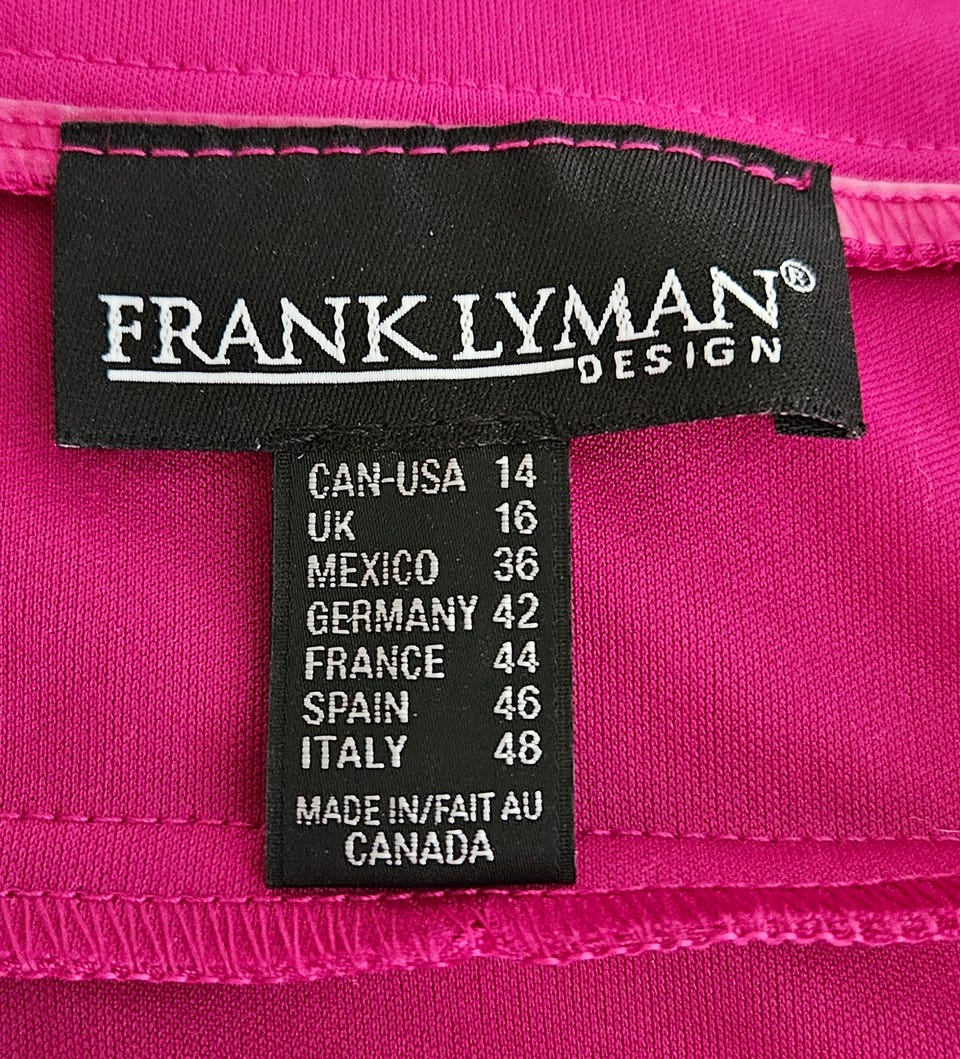 FRANK LYMAN®
DESIGN
CAN-USA 14
UK 16
MEXICO 36
GERMANY 42
FRANCE 44
SPAIN 46
ITALY 48
MADE IN/FAIT AU
CANADA